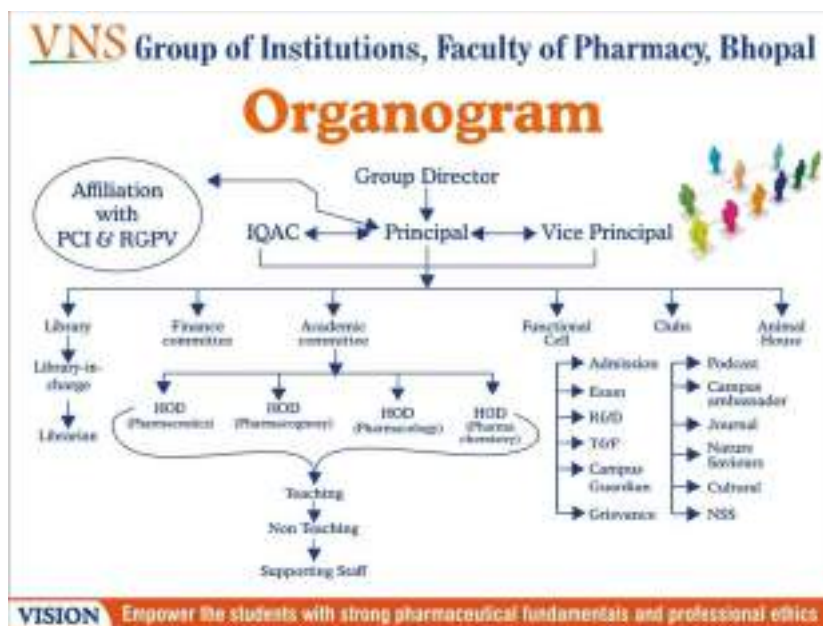 VNS Group of Institutions, Faculty of Pharmacy, Bhopal
Organogram
Affiliation
with
PCI & RGPV
Group Director
IQAC
Principal
Vice Principal
Library
Finance
committee
Academic
committee
Functional
Cell
Clubs
Animal
House
Library-in-
charge
Librarian
HOD
(Pharmaceutics)
HOD
(Pharmacognosy)
HOD
(Pharmacology)
HOD
(Pharma
chemistry)
Teaching
Non Teaching
Supporting Staff
Admission
Exam
R&D
T&P
Campus
Guardian
Grievance
Podcast
Campus
ambassador
Journal
Nature
Saviours
Cultural
NSS
VISION Empower the students with strong pharmaceutical fundamentals and professional ethics